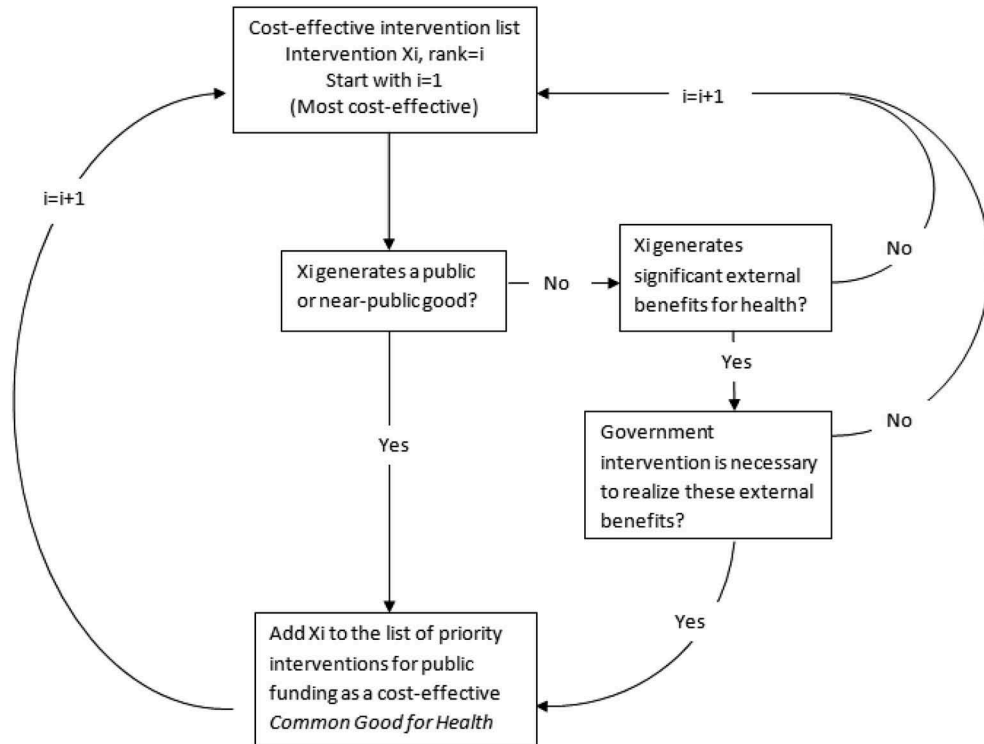 Cost-effective intervention list
Intervention Xi, rank=i
Start with i=1
(Most cost-effective)
i=i+1
i=i+1
Xi generates a public
or near-public good?
No
Xi generates
significant external
benefits for health?
No
Yes
Yes
Government
intervention is necessary
to realize these external
benefits?
No
Yes
Add Xi to the list of priority
interventions for public
funding as a cost-effective
Common Good for Health